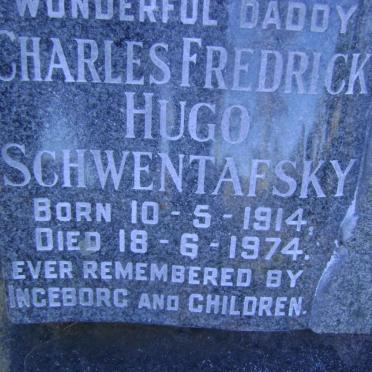 WONDERFUL DADDY
CHARLES FREDRICK
HUGO
SCHWENTAFSKY
BORN 10-5-1914,
DIED 18-6-1974.
EVER REMEMBERED BY
INGEBORG AND CHILDREN.